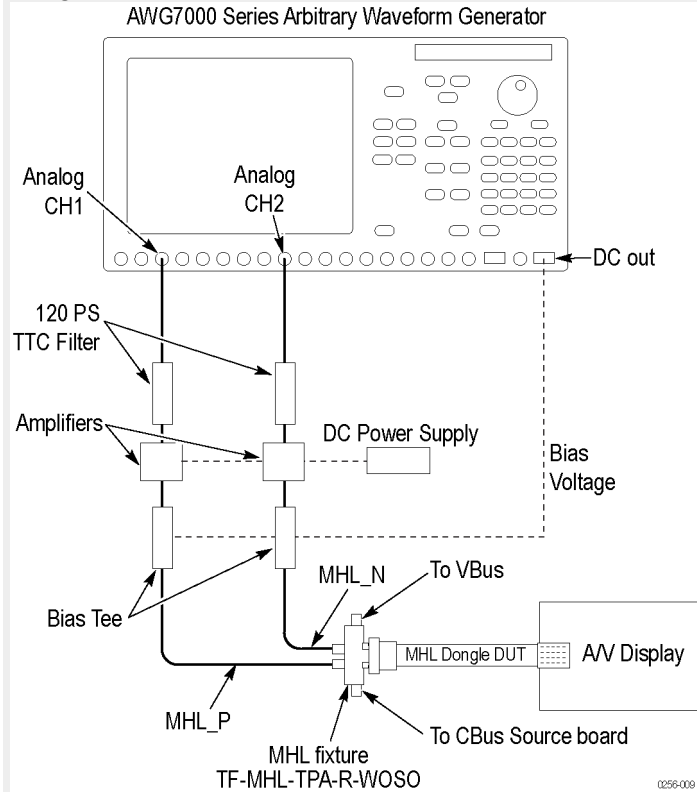 AWG7000 Series Arbitrary Waveform Generator
Analog
CH1
Analog
CH2
DC out
120 PS
TTC Filter
Amplifiers
DC Power Supply
Bias
Voltage
Bias Tee
MHL_N
To VBus
MHL Dongle DUT
A/V Display
MHL_P
To CBus Source board
MHL fixture
TF-MHL-TPA-R-WOSO
0256-009